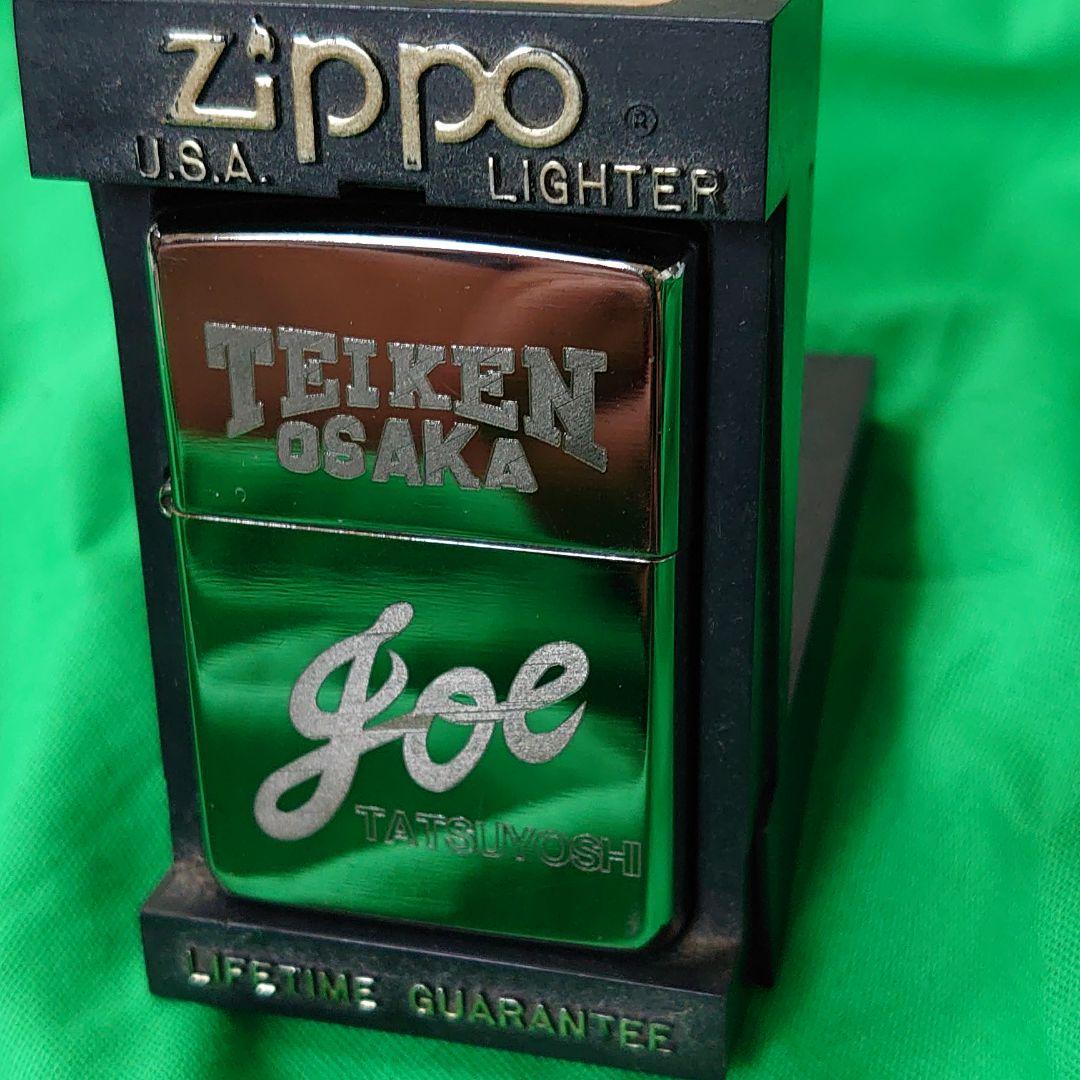 Zippo ®
U.S.A. LIGHTER
TEIKEN
OSAKA
Joe
TATSUYOSHI
LIFETIME GUARANTEE